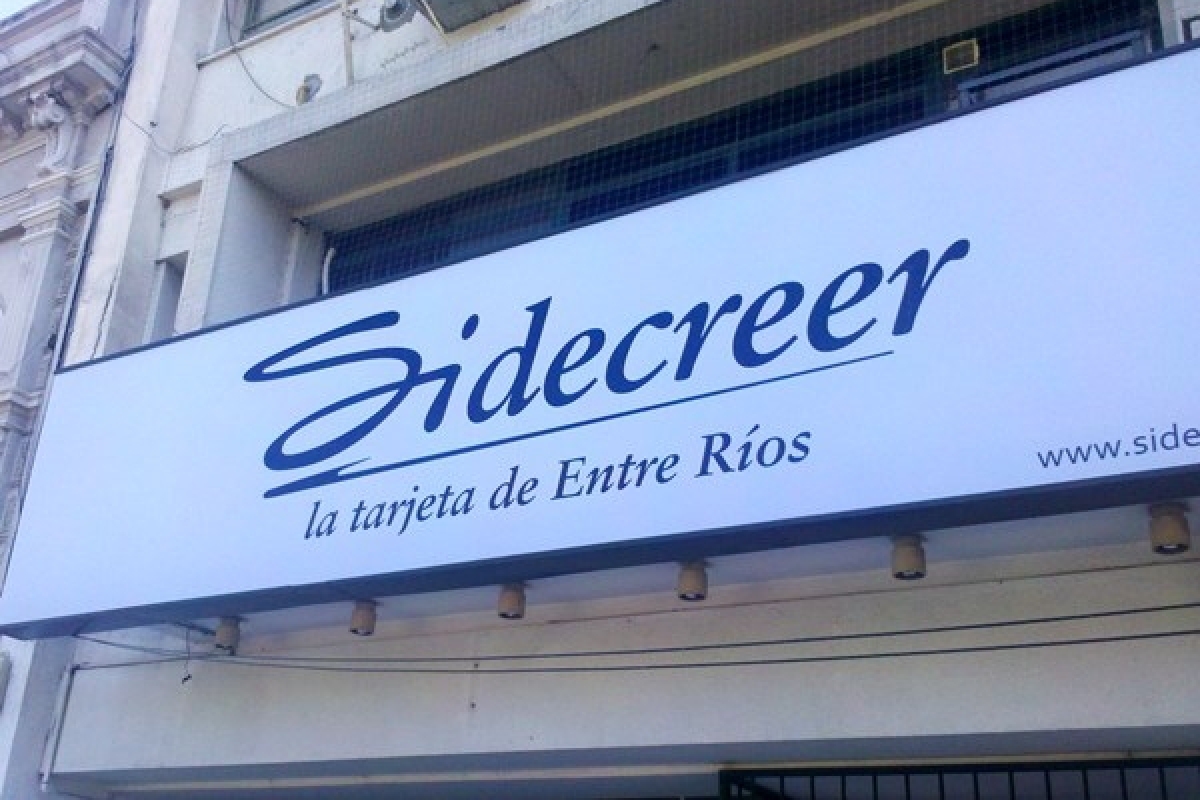 Sidecreer
la tarjeta de Entre Ríos
www.side